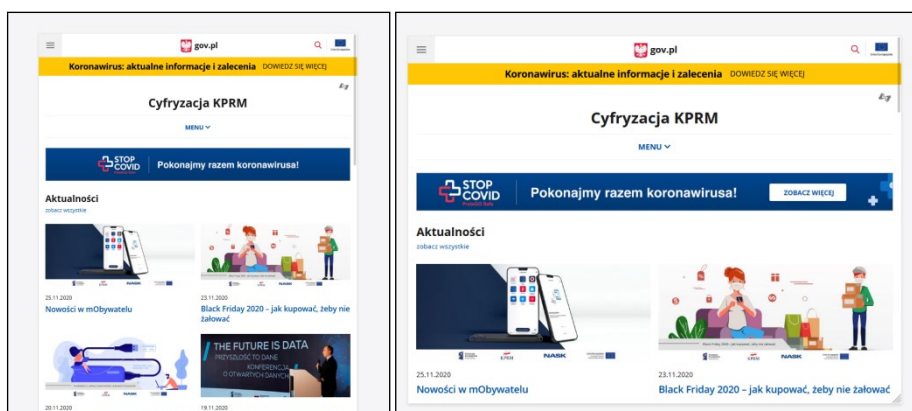 gov.pl
Koronawirus: aktualne informacje i zalecenia DOWIEDZ SIĘ WIĘCEJ
Cyfryzacja KPRM
MENU
STOP
COVID
Pokonajmy razem koronawirusa!
Aktualności
zobacz wszystkie
25.11.2020
Nowości w mObywatelu
23.11.2020
Black Friday 2020 – jak kupować, żeby nie
żałować
THE FUTURE IS DATA
PRZYSZŁOŚĆ TO DANE
KONFERENCJA
O OTWARTYCH DANYCH
20.11.2020
19.11.2020
gov.pl
Koronawirus: aktualne informacje i zalecenia DOWIEDZ SIĘ WIĘCEJ
Cyfryzacja KPRM
MENU
STOP
COVID
Pokonajmy razem koronawirusa!
ZOBACZ WIĘCEJ
Aktualności
zobacz wszystkie
KPRM
NASK
25.11.2020
Nowości w mObywatelu
23.11.2020
Black Friday 2020 – jak kupować, żeby nie żałować